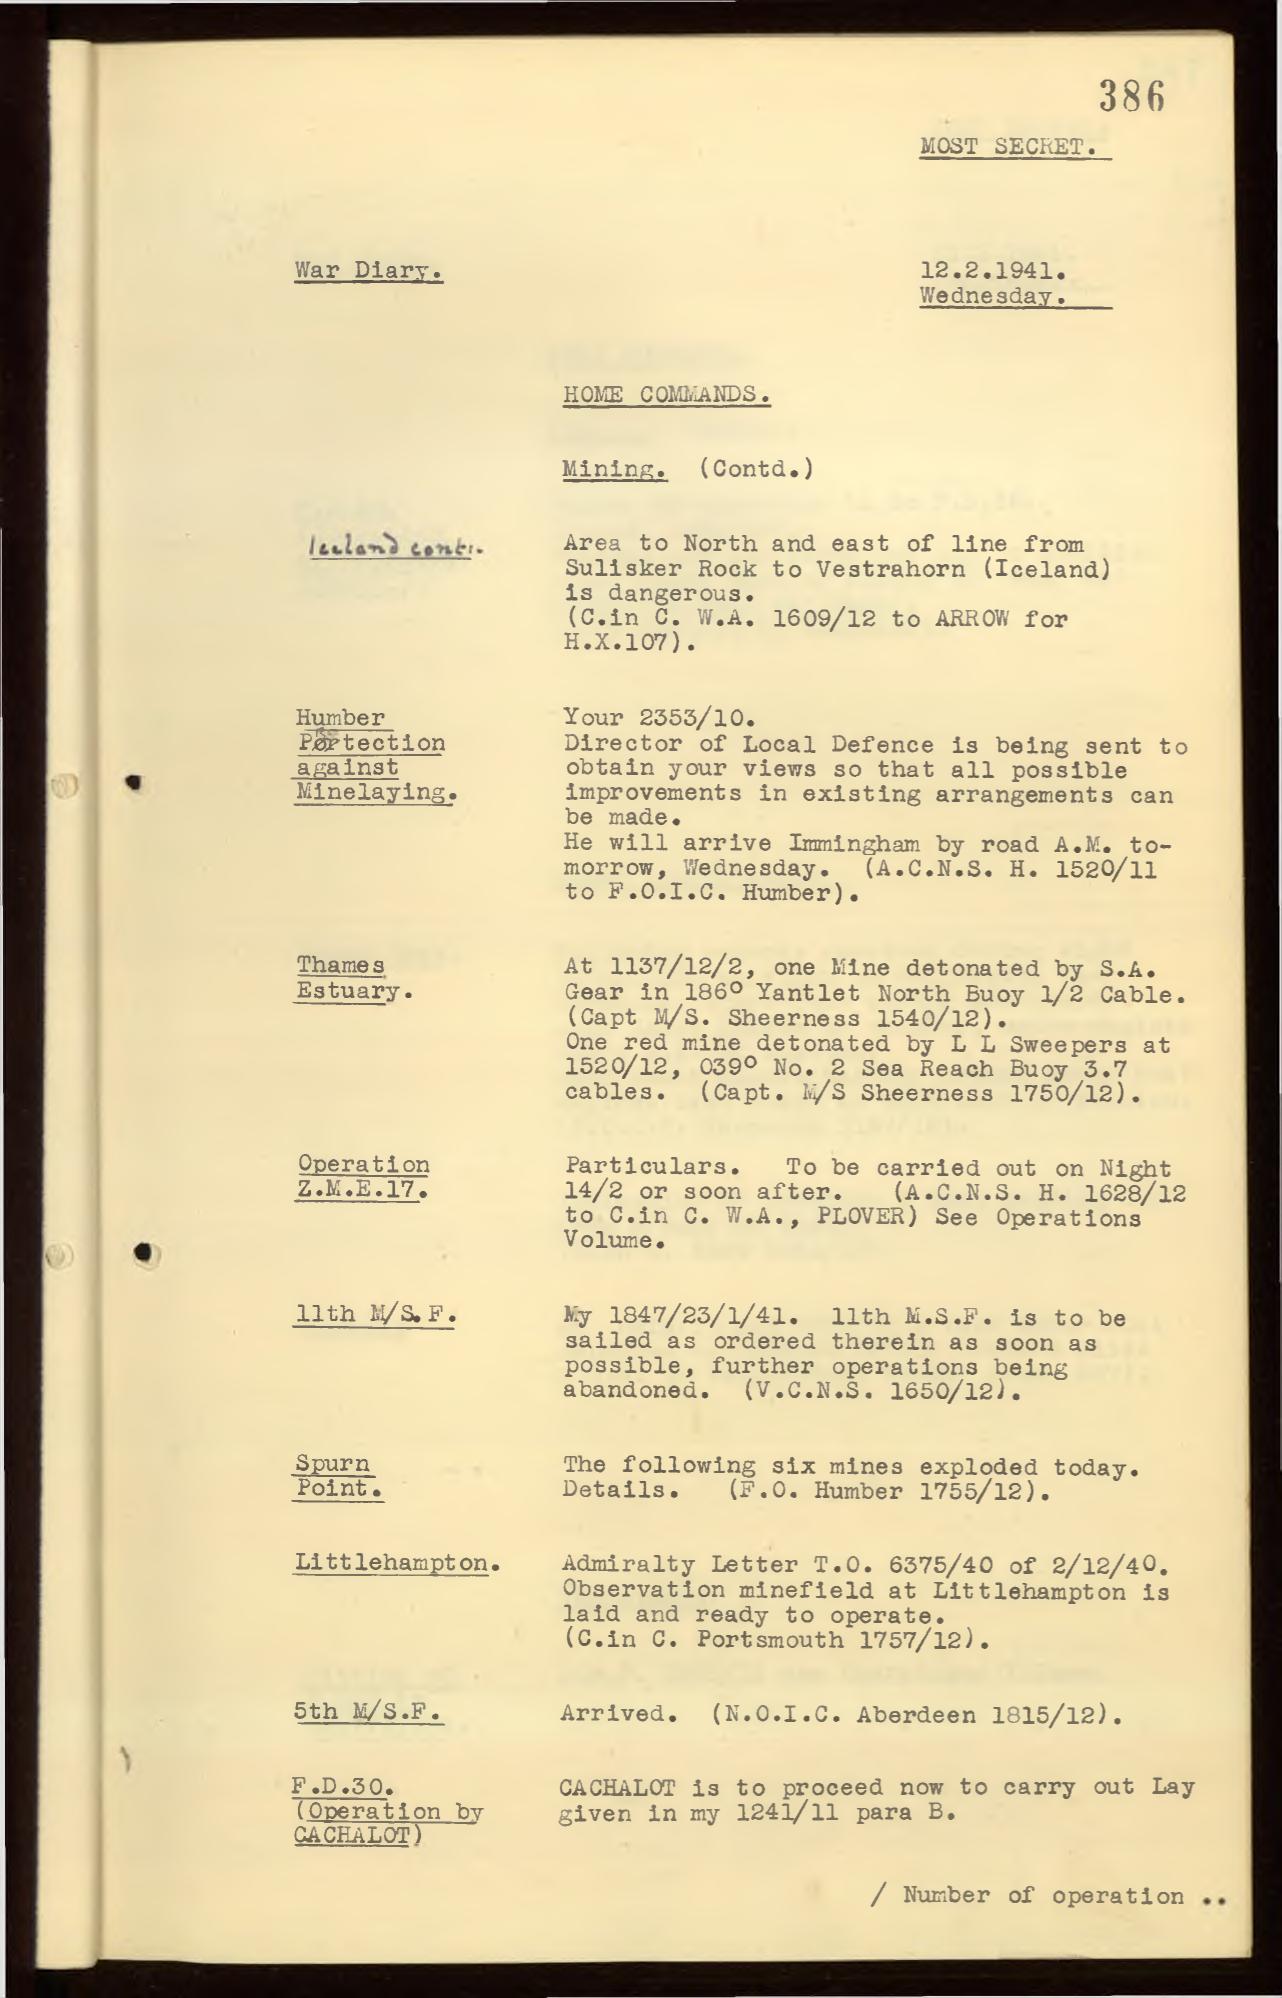 386
MOST SECRET.
War Diary.
12.2.1941.
Wednesday.
HOME COMMANDS.
Mining. (Contd.)
Iceland cont:.
Area to North and east of line from
Sulisker Rock to Vestrahorn (Iceland)
is dangerous.
(C.in C. W.A. 1609/12 to ARROW for
H.X.107).
Humber
Portection
against
Minelaying.
Your 2353/10.
Director of Local Defence is being sent to
obtain your views so that all possible
improvements in existing arrangements can
be made.
He will arrive Immingham by road A.M. to-
morrow, Wednesday. (A.C.N.S. H. 1520/11
to F.O.I.C. Humber).
Thames
Estuary.
At 1137/12/2, one Mine detonated by S.A.
Gear in 186° Yantlet North Buoy 1/2 Cable.
(Capt M/S. Sheerness 1540/12).
One red mine detonated by L L Sweepers at
1520/12, 039° No. 2 Sea Reach Buoy 3.7
cables. (Capt. M/S Sheerness 1750/12).
Operation
Z.M.E.17.
Particulars. To be carried out on Night
14/2 or soon after. (A.C.N.S. H. 1628/12
to C.in C. W.A., PLOVER) See Operations
Volume.
11th M/S.F.
My 1847/23/1/41. 11th M.S.F. is to be
sailed as ordered therein as soon as
possible, further operations being
abandoned. (V.C.N.S. 1650/12).
Spurn
Point.
The following six mines exploded today.
Details. (F.O. Humber 1755/12).
Littlehampton.
Admiralty Letter T.O. 6375/40 of 2/12/40.
Observation minefield at Littlehampton is
laid and ready to operate.
(C.in C. Portsmouth 1757/12).
5th M/S.F.
Arrived. (N.O.I.C. Aberdeen 1815/12).
F.D.30.
(Operation by
CACHALOT)
CACHALOT is to proceed now to carry out Lay
given in my 1241/11 para B.
/ Number of operation ..